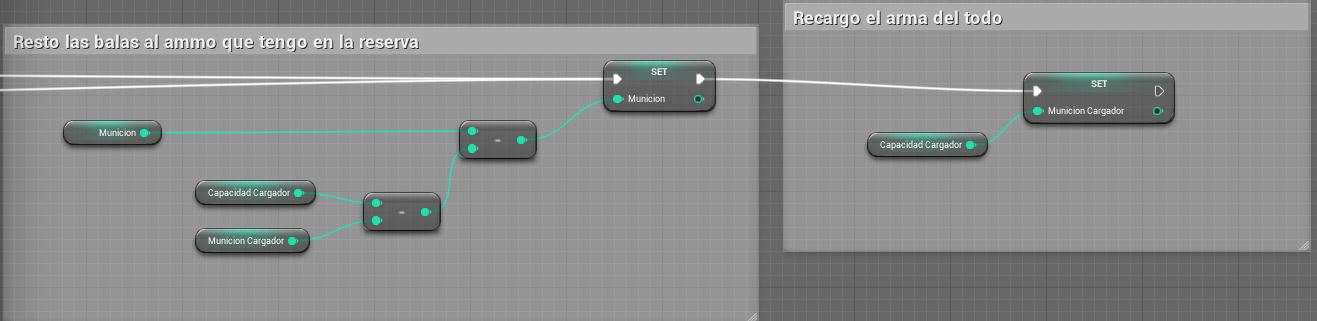 Recargo el arma del todo
Resto las balas al ammo que tengo en la reserva
SET
Municion
SET
Municion Cargador
Municion
-
Capacidad Cargador
Capacidad Cargador
-
Municion Cargador